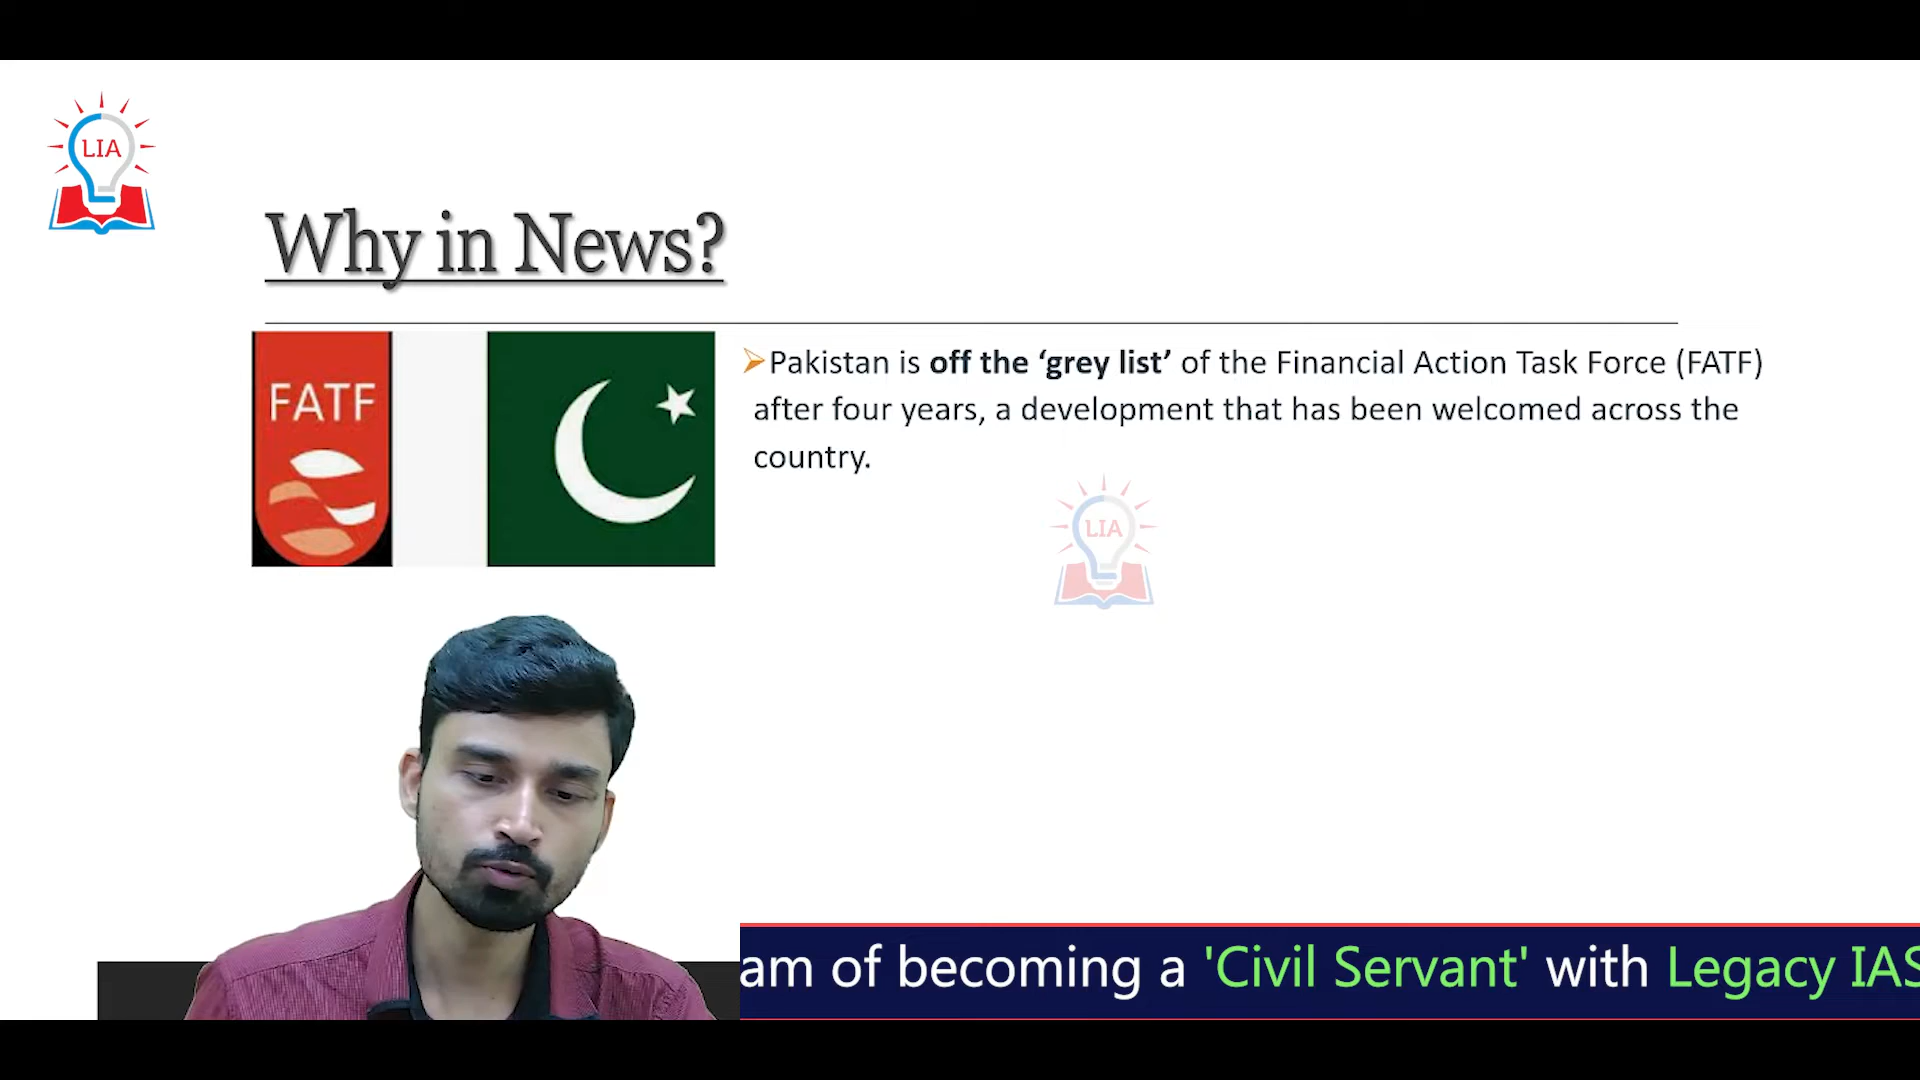 LIA
Why in News?
FATF
➢Pakistan is off the ‘grey list’ of the Financial Action Task Force (FATF)
after four years, a development that has been welcomed across the
country.
LIA
am of becoming a 'Civil Servant' with Legacy IAS